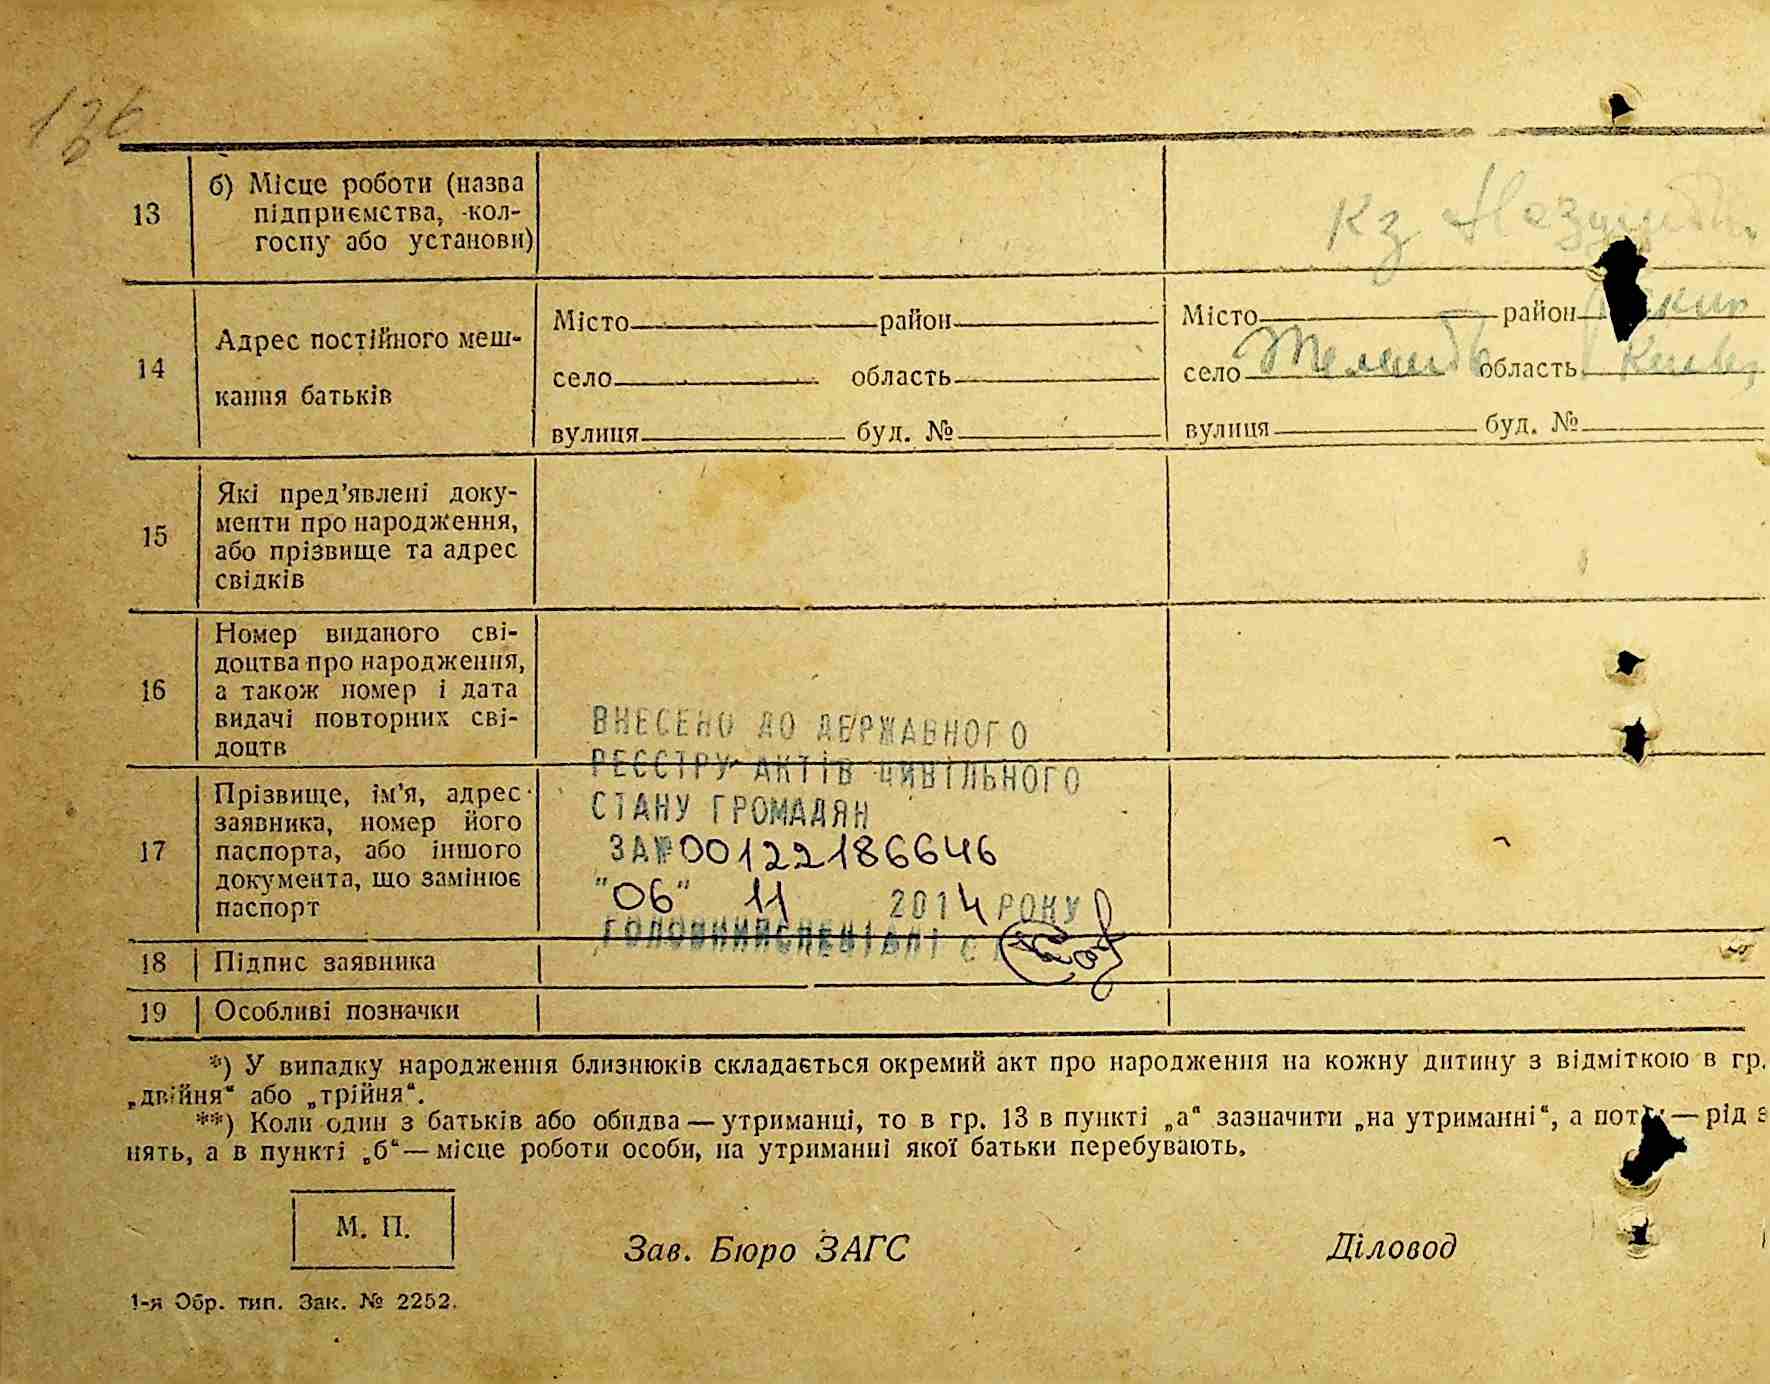 136
13
б) Місце роботи (назва
підприємства, кол-
госпу або установи)
кз
14
Адрес постійного меш-
кання батьків
Місто район
село область
вулиця буд. №
Місто район
село область
вулиця буд. №
15
Які пред’явлені доку-
менти про народження,
або прізвище та адрес
свідків
16
Номер виданого сві-
доцтва про народження,
а також номер і дата
видачі повторних сві-
доцтв
ВНЕСЕНО ДО ДЕРЖАВНОГО
РЕЄСТРУ АКТІВ ЦИВІЛЬНОГО
СТАНУ ГРОМАДЯН
ЗА№ 00122186646
"06" 11 2014 РОКУ
ГОЛОВНИЙ СПЕЦІАЛІСТ
17
Прізвище, ім’я, адрес
заявника, номер його
паспорта, або іншого
документа, що замінює
паспорт
18 Підпис заявника
19 Особливі позначки
*) У випадку народження близнюків складається окремий акт про народження на кожну дитину з відміткою в гр.
„двійня“ або „трійня“.
**) Коли один з батьків або обидва — утриманці, то в гр. 13 в пункті „а“ зазначити „на утриманні“, а — рід з
нять, а в пункті „б“ — місце роботи особи, на утриманні якої батьки перебувають.
М. П.
Зав. Бюро ЗАГС Діловод
1-я Обр. тип. Зак. № 2252.